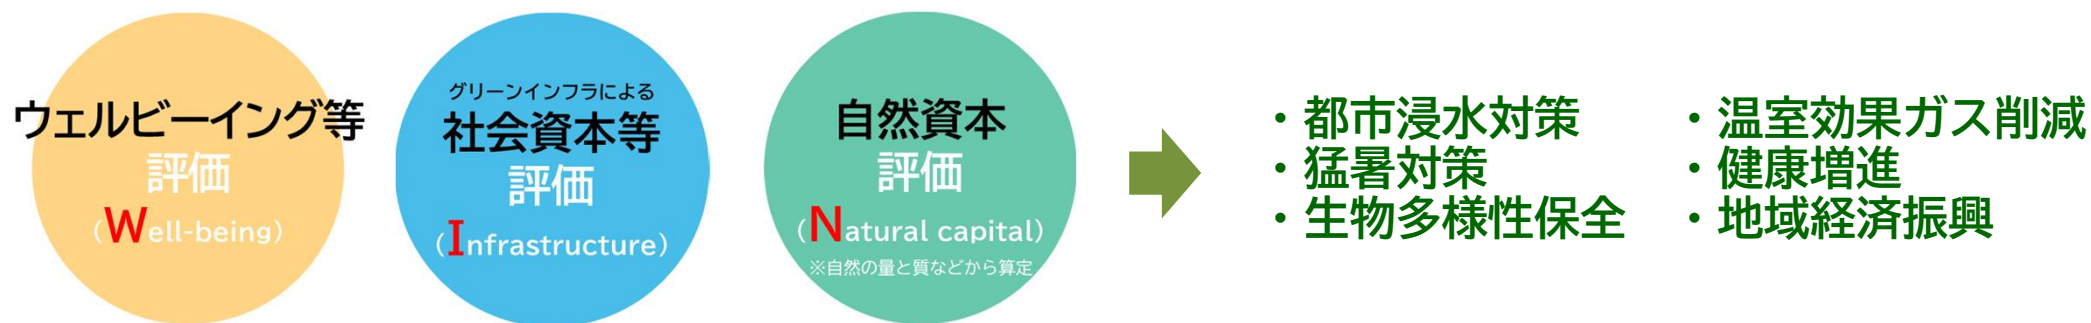 ウェルビーイング等
評価
(Well-being)
グリーンインフラによる
社会資本等
評価
(Infrastructure)
自然資本
評価
(Natural capital)
※自然の量と質などから算定
・都市浸水対策
・猛暑対策
・生物多様性保全
・温室効果ガス削減
・健康増進
・地域経済振興